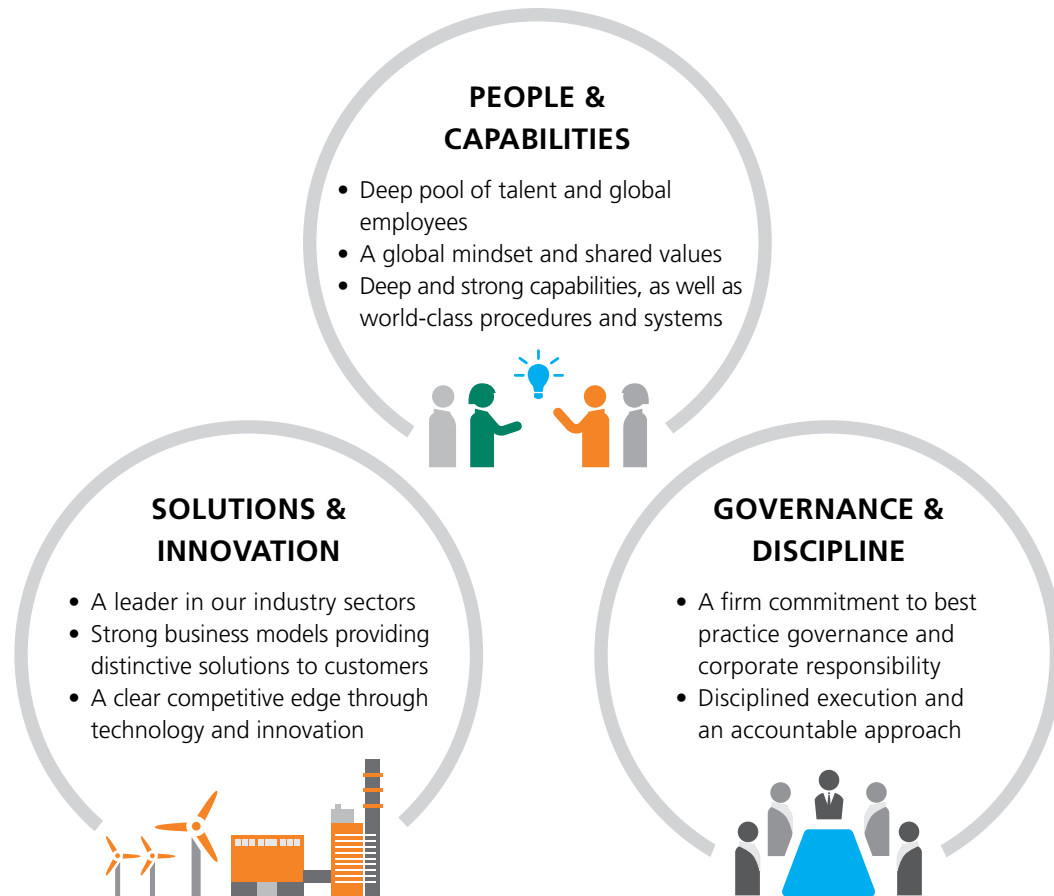 PEOPLE &
CAPABILITIES
• Deep pool of talent and global
employees
• A global mindset and shared values
• Deep and strong capabilities, as well as
world-class procedures and systems
SOLUTIONS &
INNOVATION
• A leader in our industry sectors
• Strong business models providing
distinctive solutions to customers
• A clear competitive edge through
technology and innovation
GOVERNANCE &
DISCIPLINE
• A firm commitment to best
practice governance and
corporate responsibility
• Disciplined execution and
an accountable approach